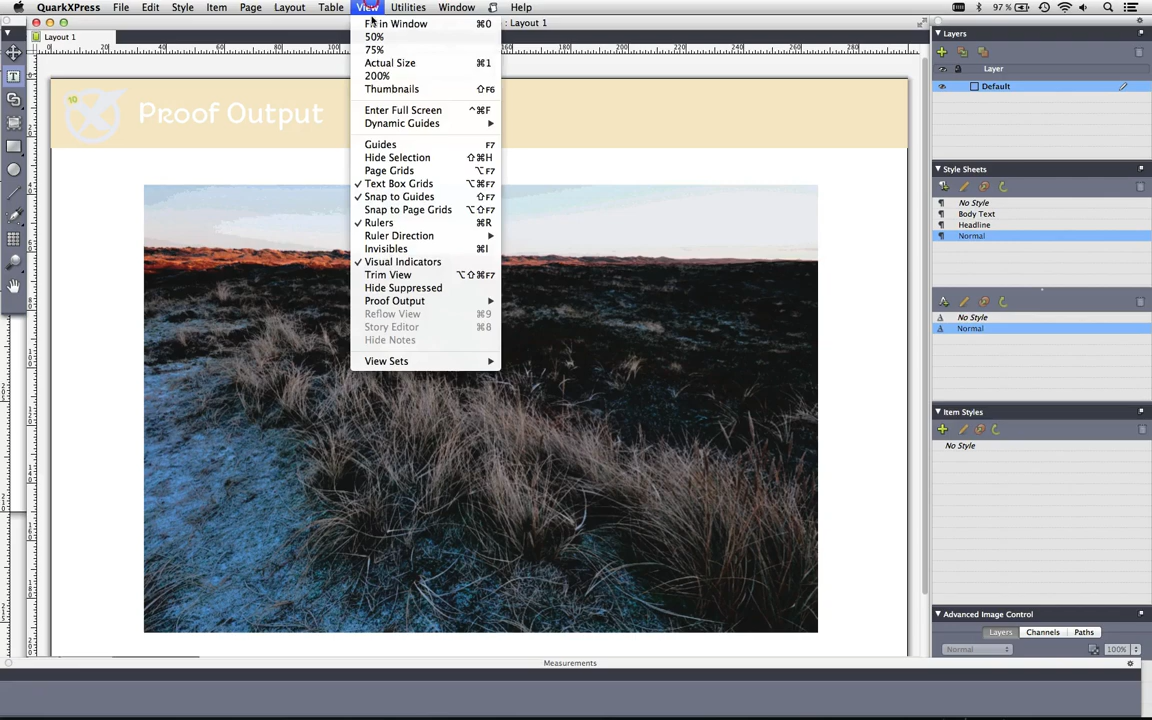 QuarkXPress File Edit Style Item Page Layout Table View Utilities Window Help 97 %
: Layout 1
Layout 1
10
Proof Output
Fit in Window ⌘0
50%
75%
Actual Size ⌘1
200%
Thumbnails ⇧F6
Enter Full Screen ^⌘F
Dynamic Guides
Guides F7
Hide Selection ⇧⌘H
Page Grids ⌥F7
✓ Text Box Grids ⌥⌘F7
✓ Snap to Guides ⇧F7
Snap to Page Grids ⌥⇧F7
✓ Rulers ⌘R
Ruler Direction
Invisibles ⌘I
✓ Visual Indicators
Trim View ⌥⇧⌘F7
Hide Suppressed
Proof Output
Reflow View ⌘9
Story Editor ⌘8
Hide Notes
View Sets
Layers
Layer
Default
Style Sheets
No Style
Body Text
Headline
Normal
No Style
Normal
Item Styles
No Style
Advanced Image Control
Layers Channels Paths
Normal 100%
Measurements